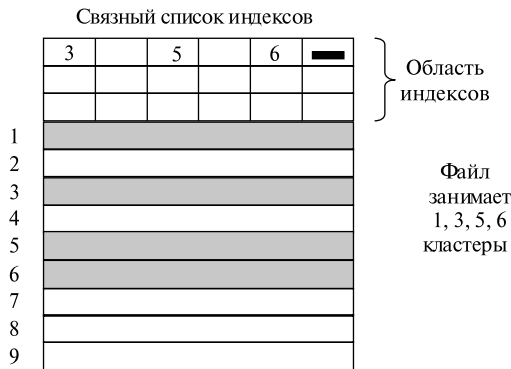 Связный список индексов
3 5 6
Область
индексов
1
2
3
4
5
6
7
8
9
Файл
занимает
1, 3, 5, 6
кластеры